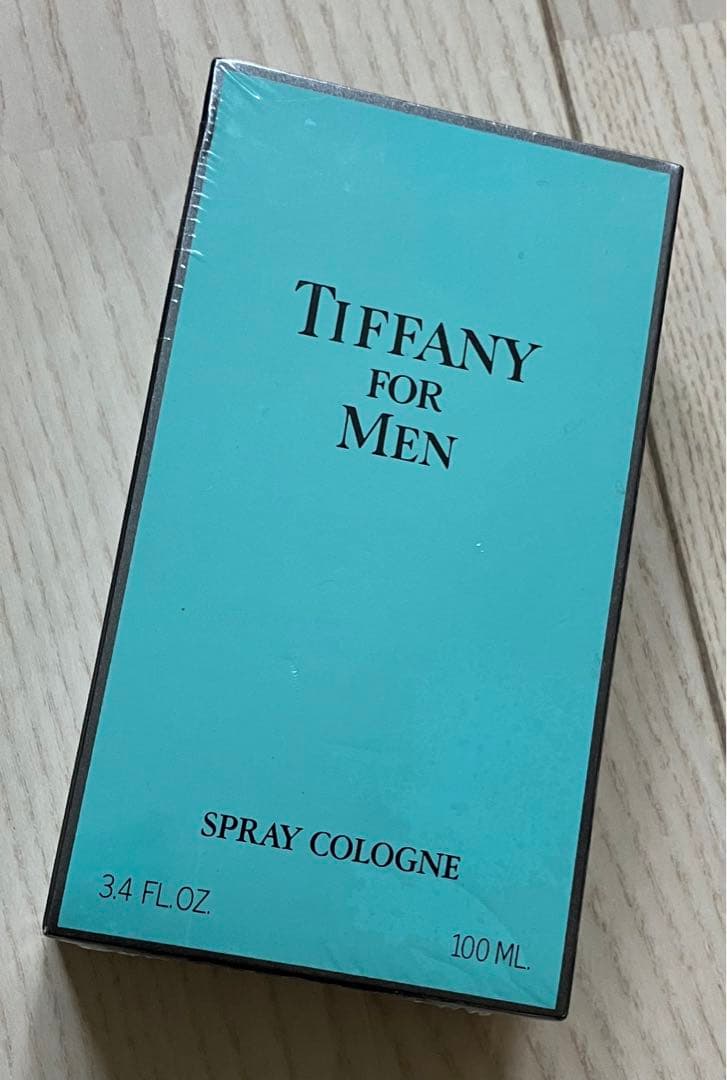 TIFFANY
FOR
MEN
SPRAY COLOGNE
3.4 FL.OZ.
100 ML.